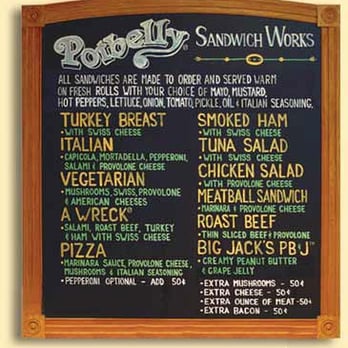 Potbelly® SANDWICH WORKS
ALL SANDWICHES ARE MADE TO ORDER AND SERVED WARM
ON FRESH ROLLS WITH YOUR CHOICE OF MAYO, MUSTARD,
HOT PEPPERS, LETTUCE, ONION, TOMATO, PICKLE, OIL & ITALIAN SEASONING.
TURKEY BREAST
•WITH SWISS CHEESE
ITALIAN
•CAPICOLA, MORTADELLA, PEPPERONI,
SALAMI & PROVOLONE CHEESE
VEGETARIAN
•MUSHROOMS, SWISS, PROVOLONE
& AMERICAN CHEESES
A WRECK®
•SALAMI, ROAST BEEF, TURKEY
& HAM WITH SWISS CHEESE
PIZZA
•MARINARA SAUCE, PROVOLONE CHEESE,
MUSHROOMS & ITALIAN SEASONING
•PEPPERONI OPTIONAL - ADD 50¢
SMOKED HAM
•WITH SWISS CHEESE
TUNA SALAD
•WITH SWISS CHEESE
CHICKEN SALAD
•WITH PROVOLONE CHEESE
MEATBALL SANDWICH
•MARINARA & PROVOLONE CHEESE
ROAST BEEF
•THIN SLICED BEEF & PROVOLONE
BIG JACK'S PB&J™
•CREAMY PEANUT BUTTER
& GRAPE JELLY
•EXTRA MUSHROOMS - 50¢
•EXTRA CHEESE - 50¢
•EXTRA OUNCE OF MEAT - 50¢
•EXTRA BACON - 50¢